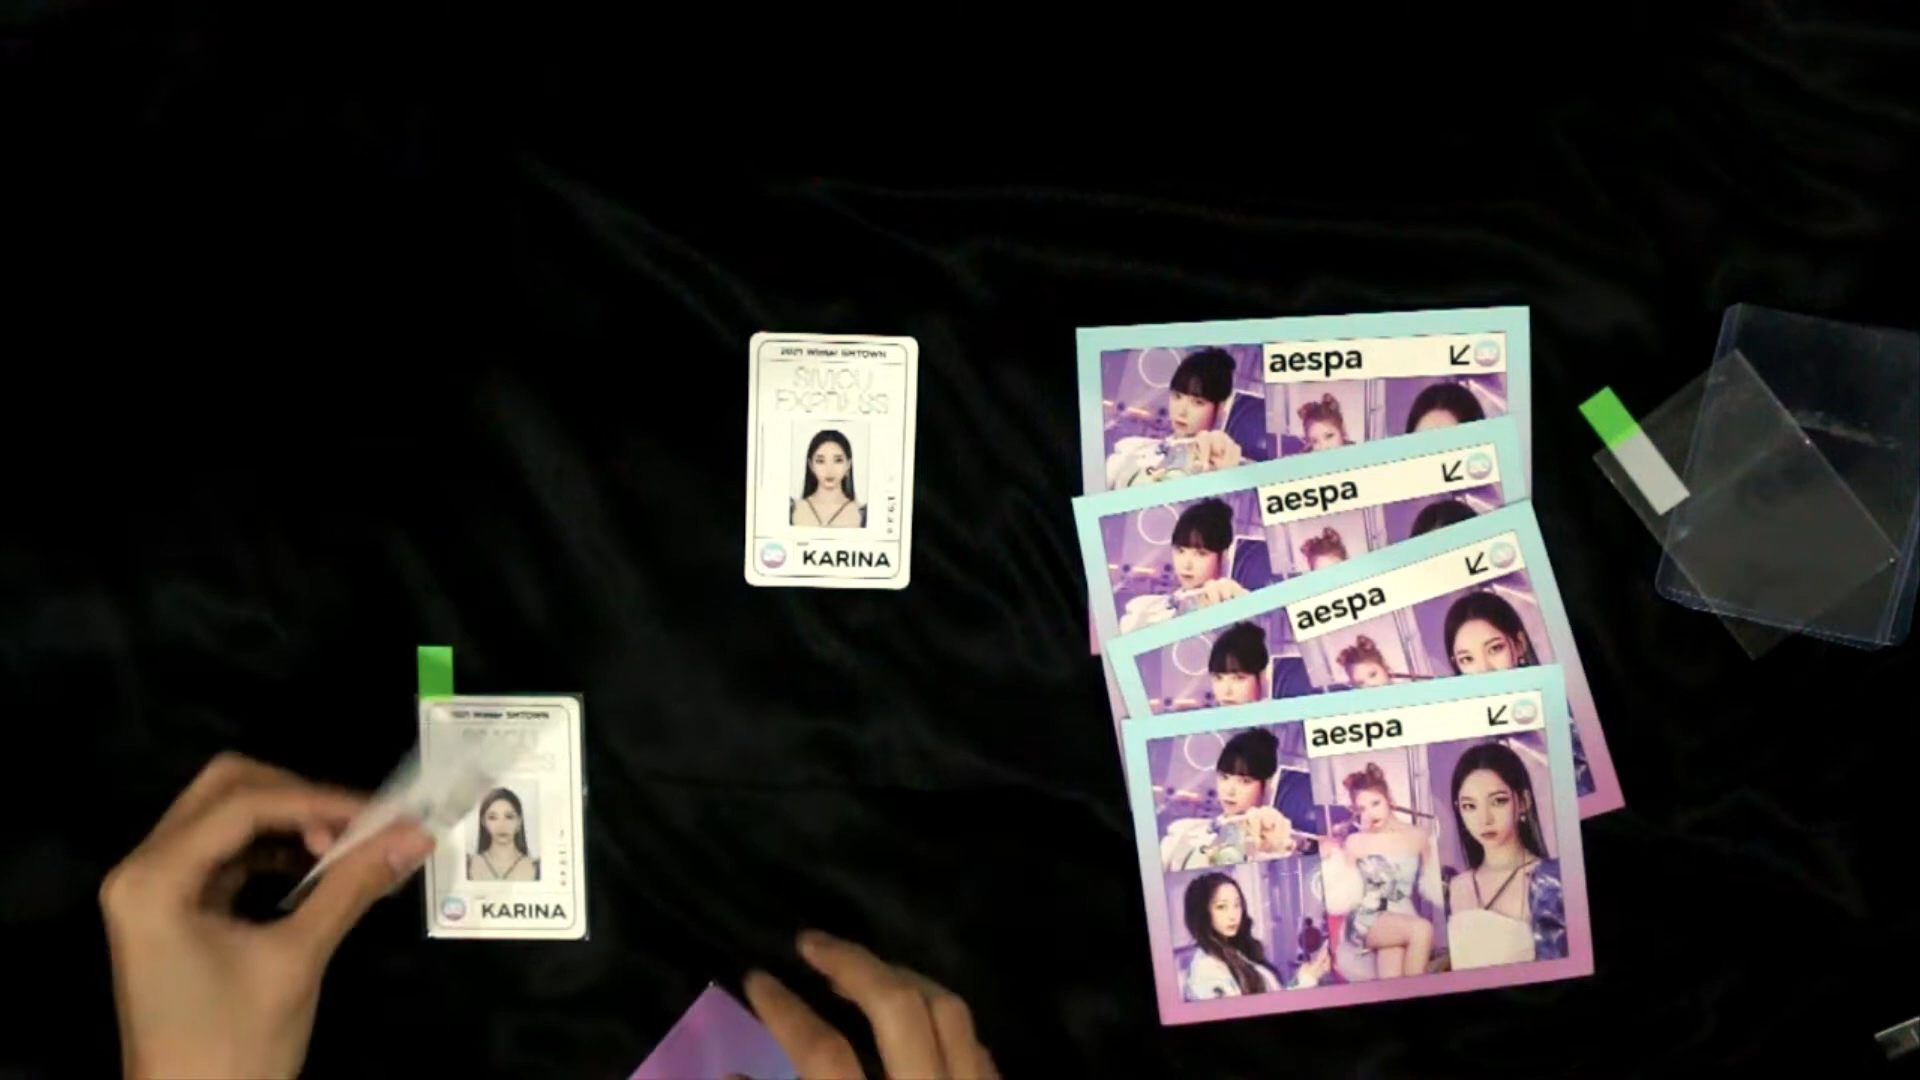 2021 Winter SMTOWN
SMCU
EXPRESS
KARINA
2021 Winter SMTOWN
KARINA
aespa
aespa
aespa
aespa